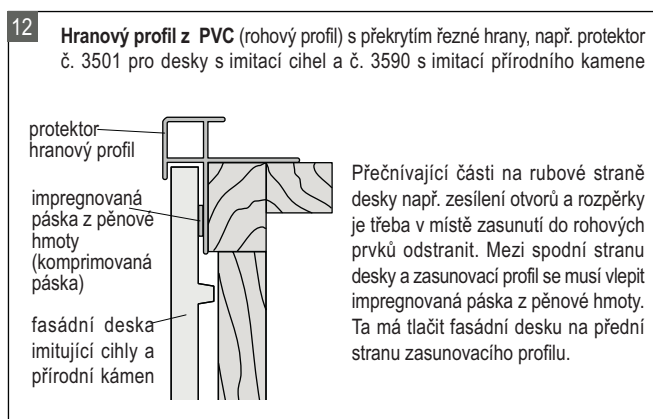 12
Hranový profil z PVC (rohový profil) s překrytím řezné hrany, např. protektor
č. 3501 pro desky s imitací cihel a č. 3590 s imitací přírodního kamene
protektor
hranový profil
impregnovaná
páska z pěnové
hmoty
(komprimovaná
páska)
fasádní deska
imitující cihly a
přírodní kámen
Přečnívající části na rubové straně
desky např. zesílení otvorů a rozpěrky
je třeba v místě zasunutí do rohových
prvků odstranit. Mezi spodní stranu
desky a zasunovací profil se musí vlepit
impregnovaná páska z pěnové hmoty.
Ta má tlačit fasádní desku na přední
stranu zasunovacího profilu.